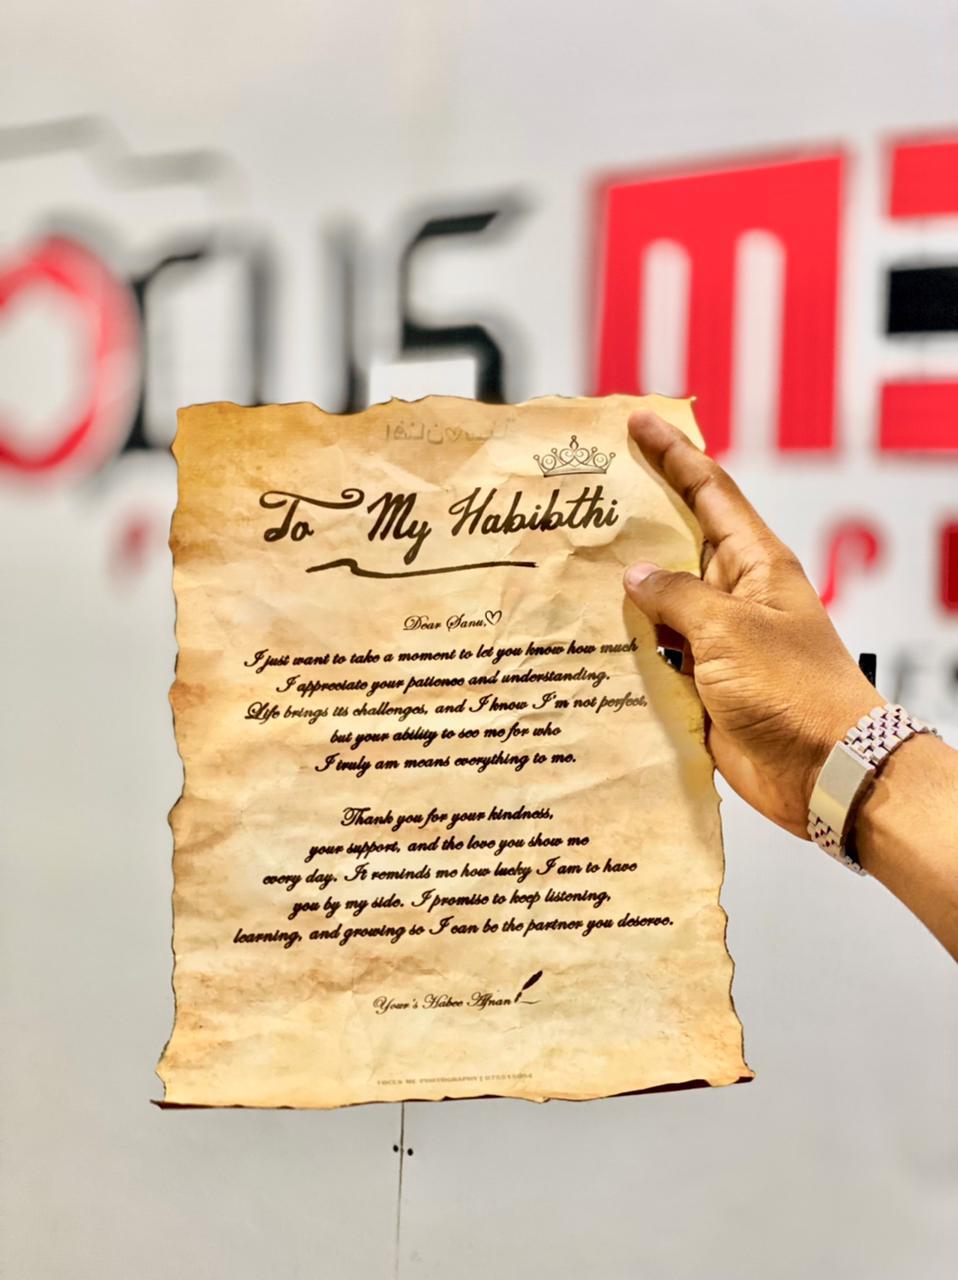 To My Habibthi
Dear Sanu,
I just want to take a moment to let you know how much
I appreciate your patience and understanding.
Life brings its challenges, and I know I'm not perfect,
but your ability to see me for who
I truly am means everything to me.
Thank you for your kindness,
your support, and the love you show me
every day. It reminds me how lucky I am to have
you by my side. I promise to keep listening,
learning, and growing so I can be the partner you deserve.
Your's Habee Afnan
FOCUS ME PHOTOGRAPHY |